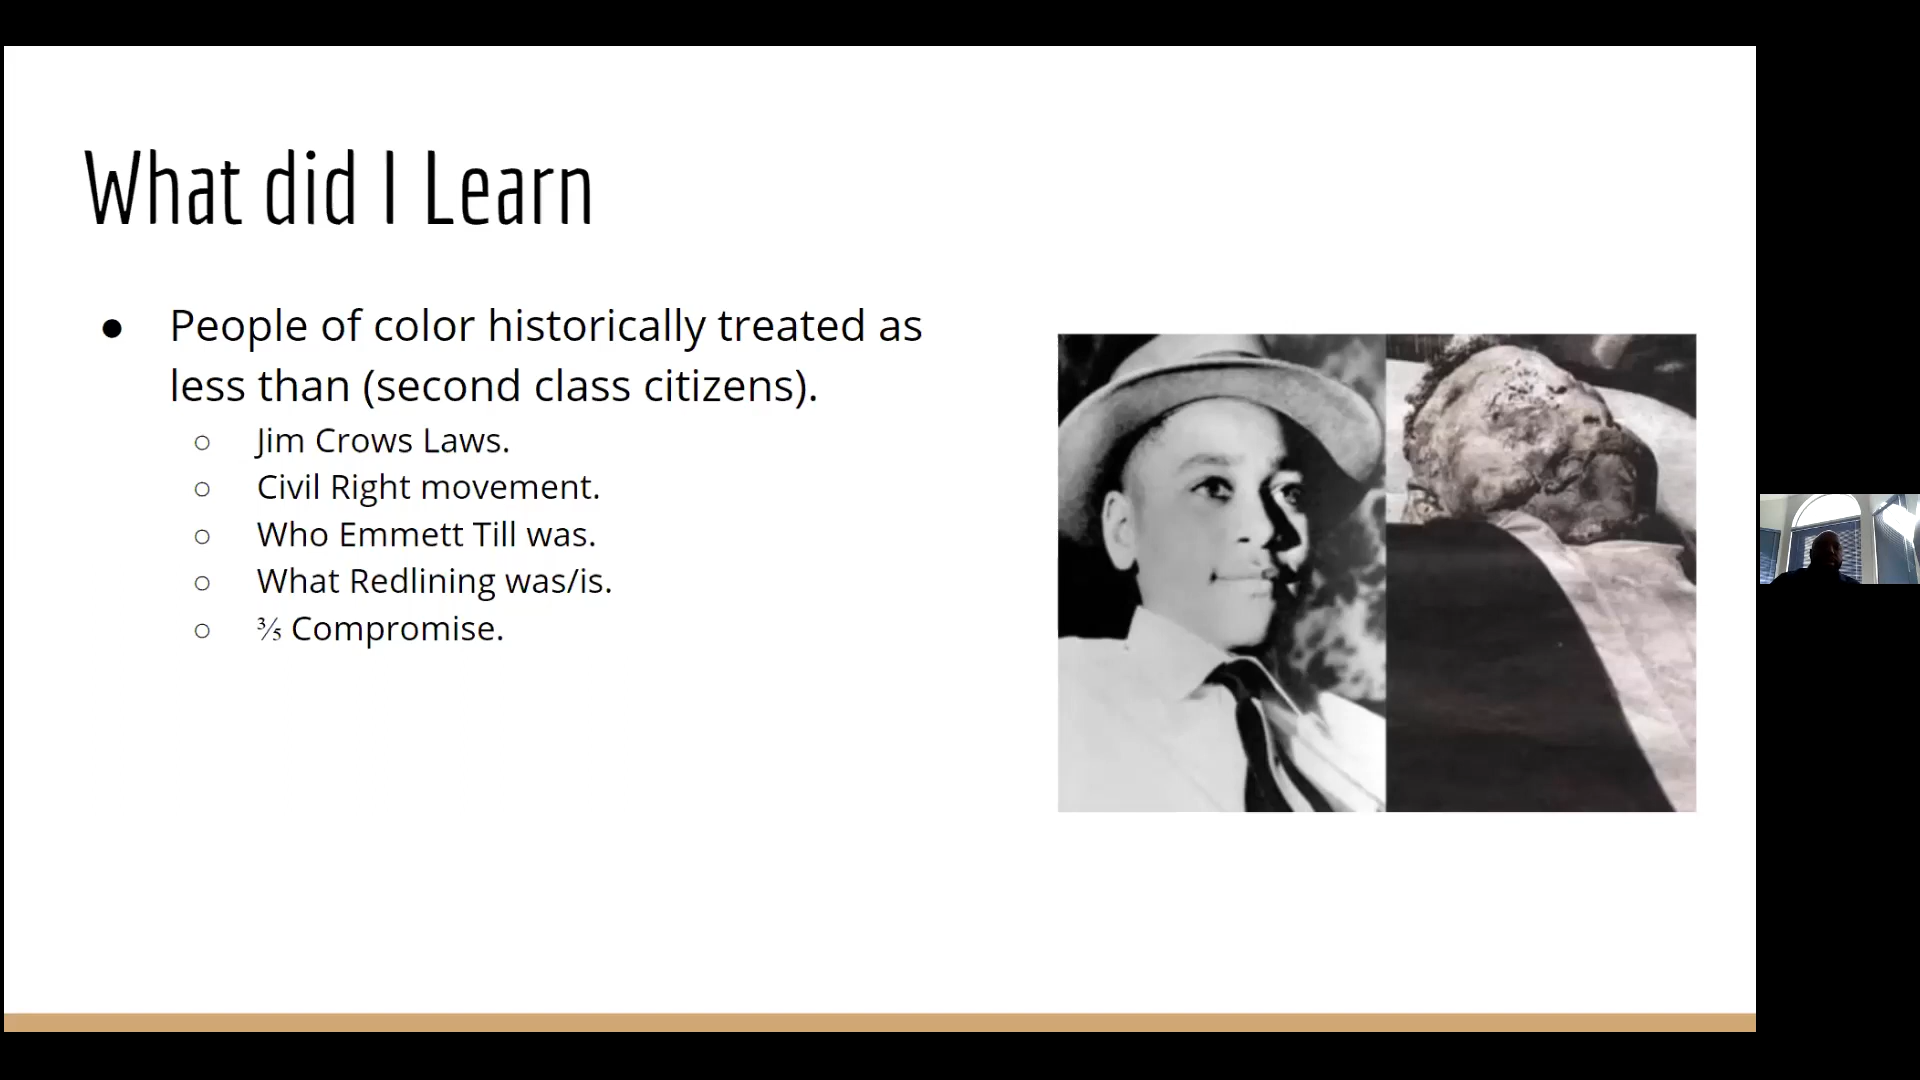 What did I Learn
● People of color historically treated as
less than (second class citizens).
○ Jim Crows Laws.
○ Civil Right movement.
○ Who Emmett Till was.
○ What Redlining was/is.
○ ⅗ Compromise.